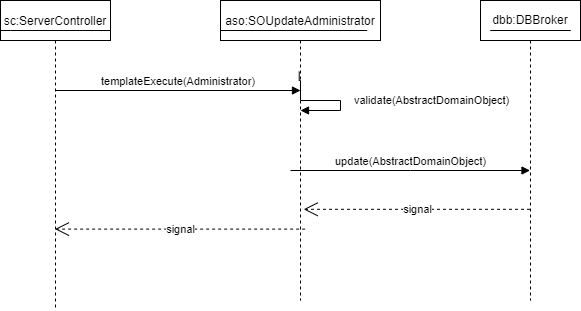 sc:ServerController
aso:SOUpdateAdministrator
dbb:DBBroker
templateExecute(Administrator)
validate(AbstractDomainObject)
update(AbstractDomainObject)
signal
signal